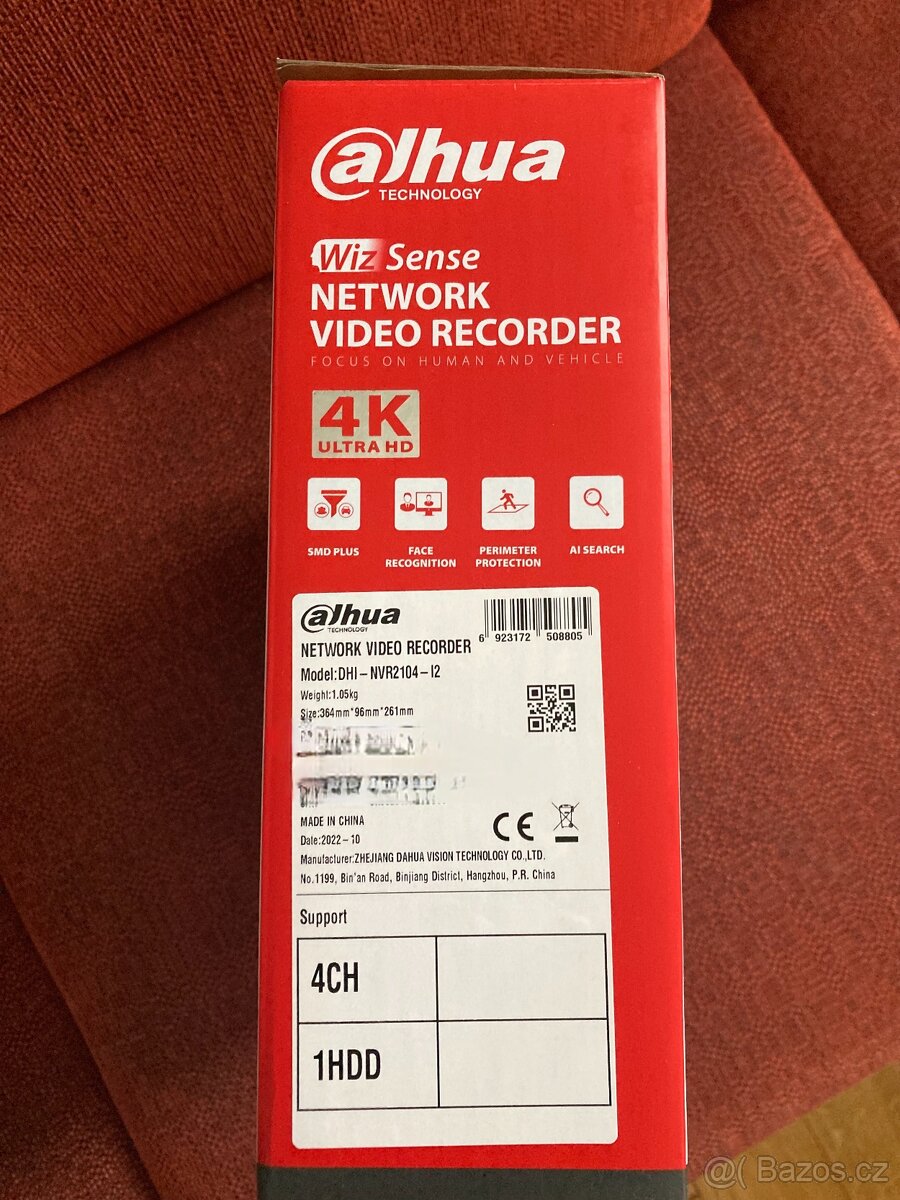 alhua
TECHNOLOGY
Wiz Sense
NETWORK
VIDEO RECORDER
FOCUS ON HUMAN AND VEHICLE
4K
ULTRA HD
SMD PLUS
FACE RECOGNITION
PERIMETER PROTECTION
AI SEARCH
alhua
TECHNOLOGY
6 923172 508805
NETWORK VIDEO RECORDER
Model:DHI-NVR2104-I2
Weight:1.05kg
Size:364mm*96mm*261mm
MADE IN CHINA
Date:2022-10
CE
Manufacturer:ZHEJIANG DAHUA VISION TECHNOLOGY CO.,LTD.
No.1199, Bin'an Road, Binjiang District, Hangzhou, P.R. China
Support
4CH
1HDD
@( Bazos.cz